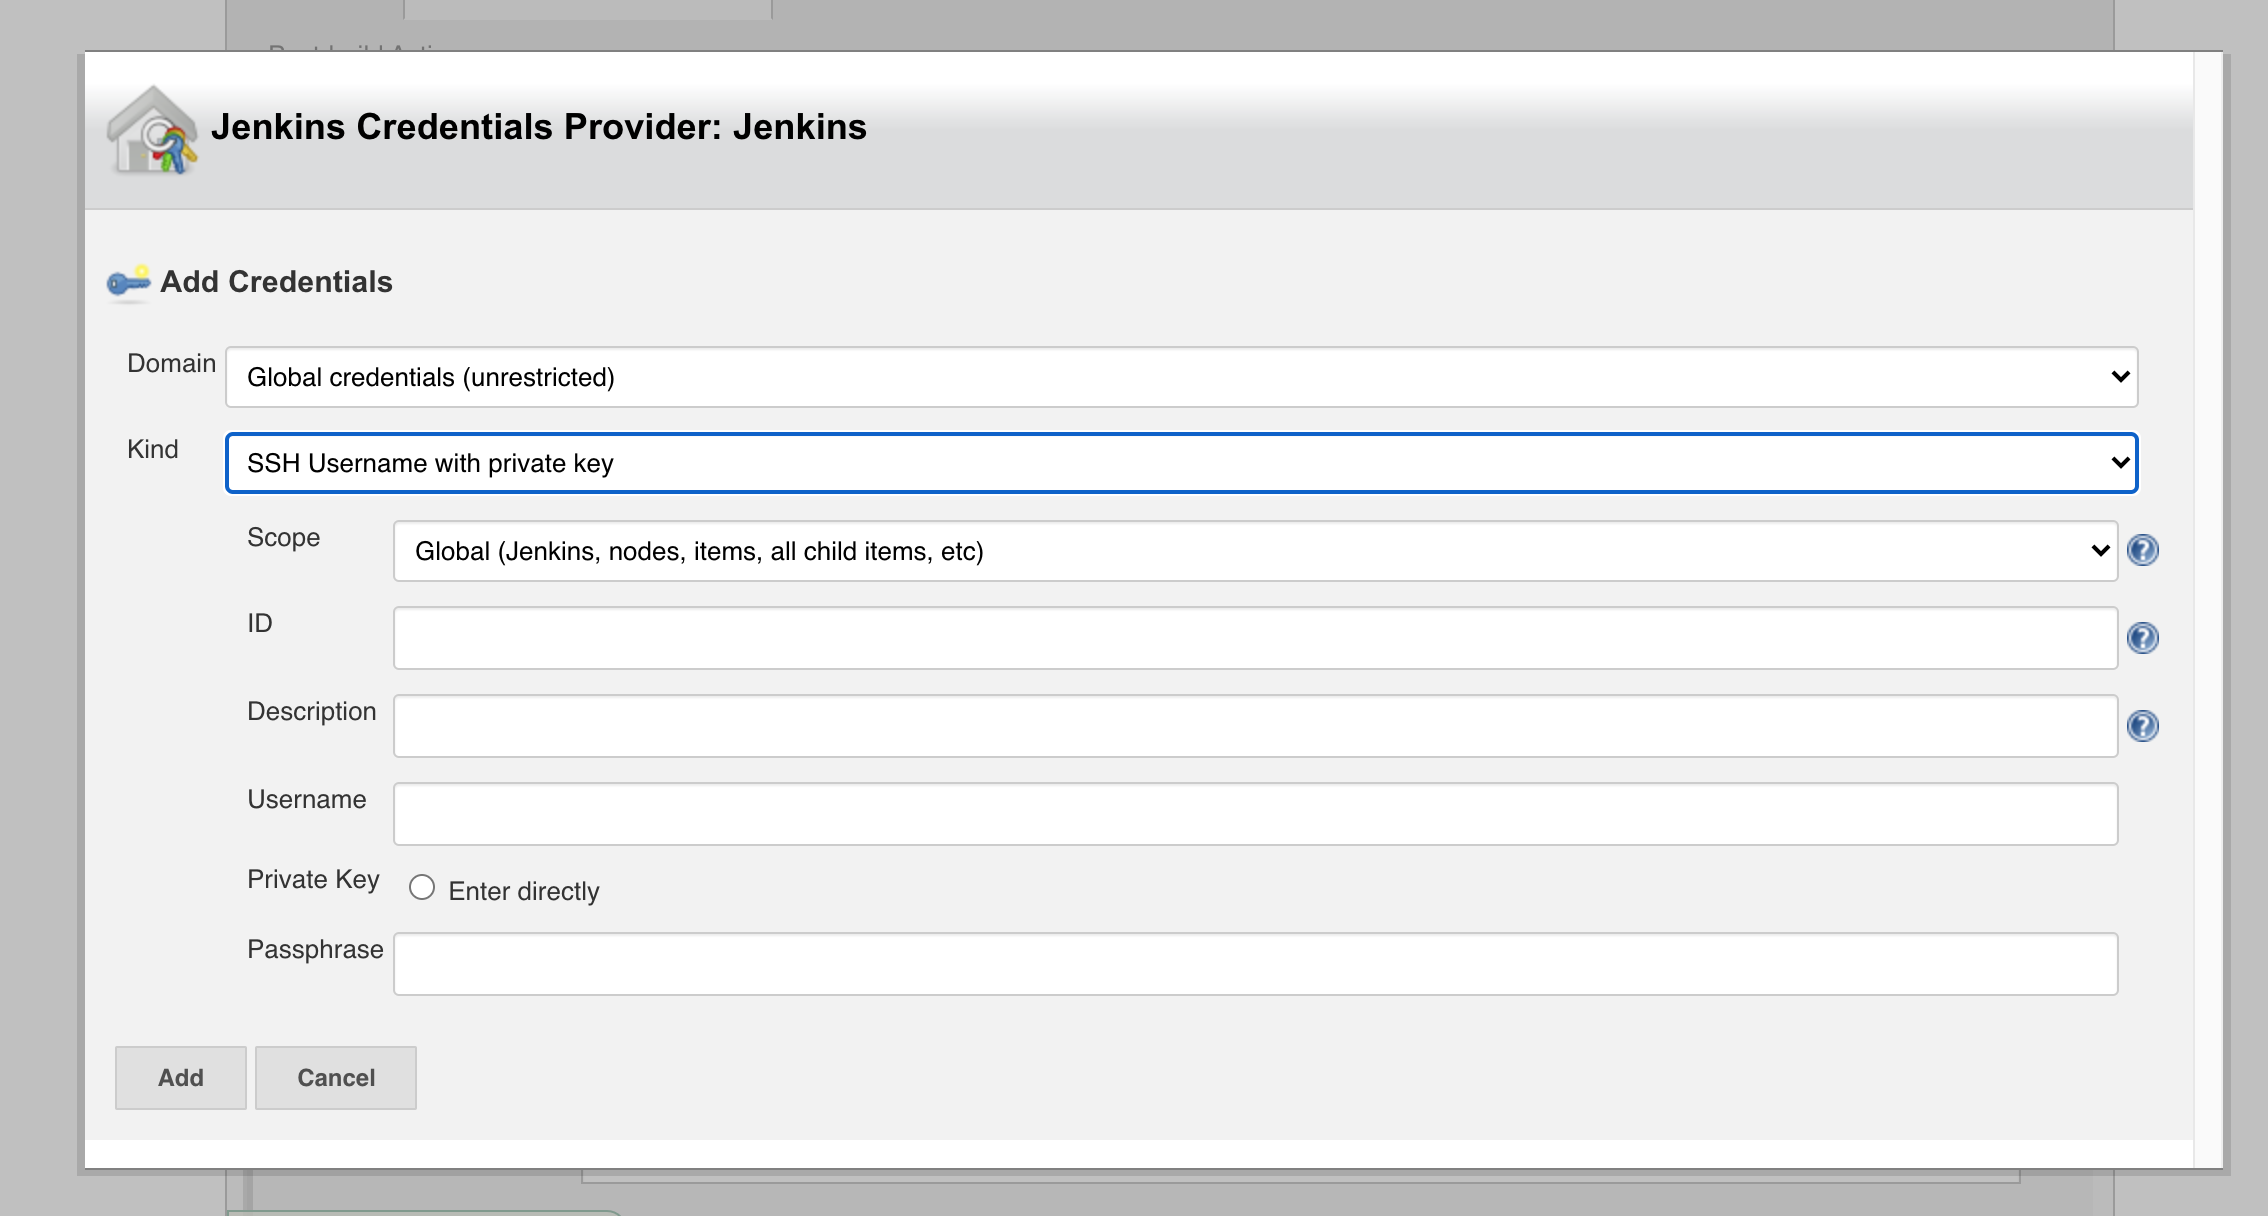 Jenkins Credentials Provider: Jenkins
Add Credentials
Domain
Global credentials (unrestricted)
Kind
SSH Username with private key
Scope
Global (Jenkins, nodes, items, all child items, etc)
ID
Description
Username
Private Key
Enter directly
Passphrase
Add
Cancel